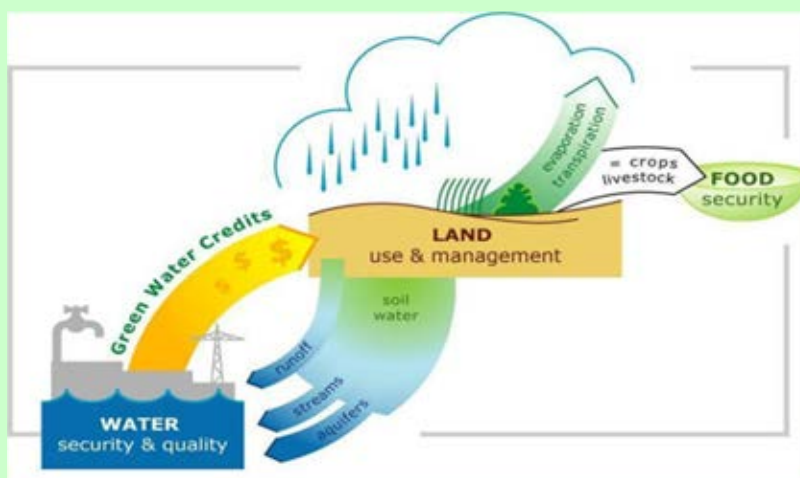 evaporation
transpiration
= crops
livestock
FOOD
security
Green Water Credits
$ $ $
LAND
use & management
soil
water
runoff
streams
aquifers
WATER
security & quality